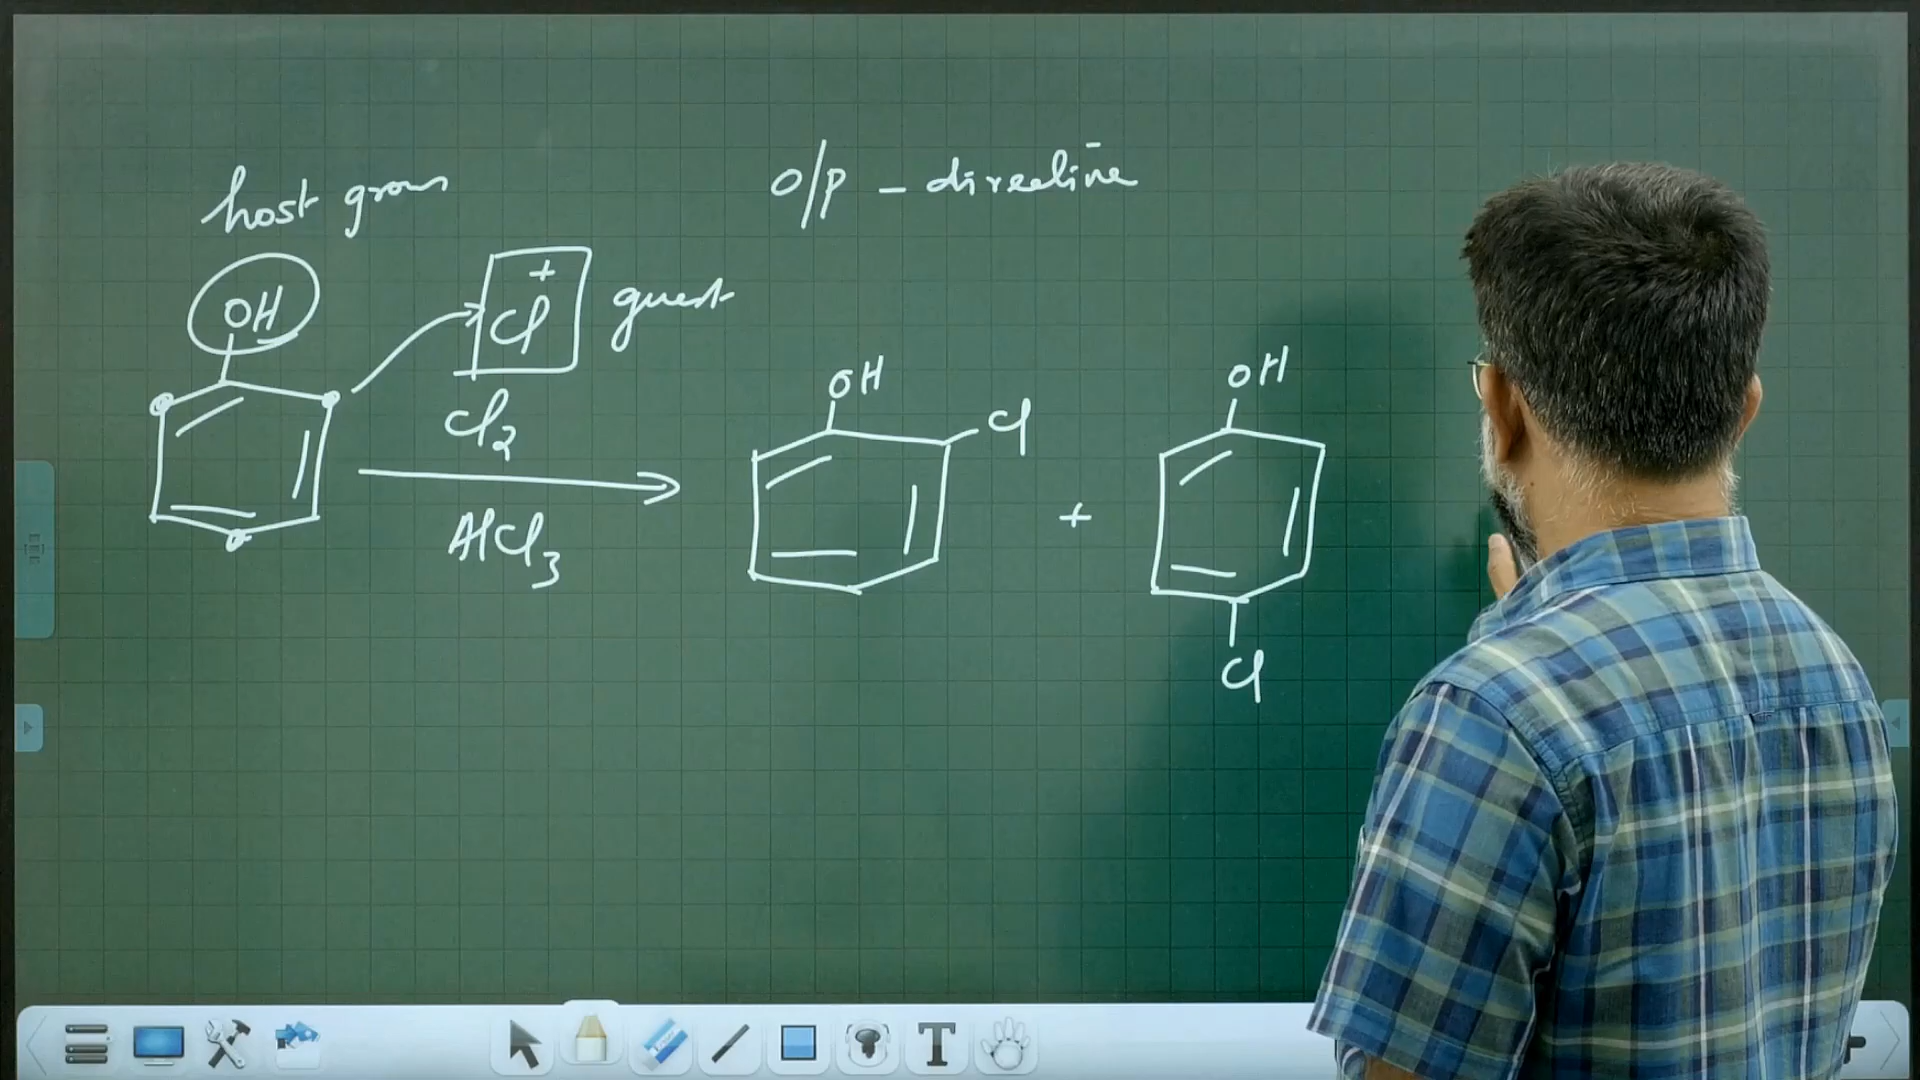 o/p - directive
host group
OH
+
Cl
guest
Cl2
AlCl3
OH
Cl
+
OH
Cl
T